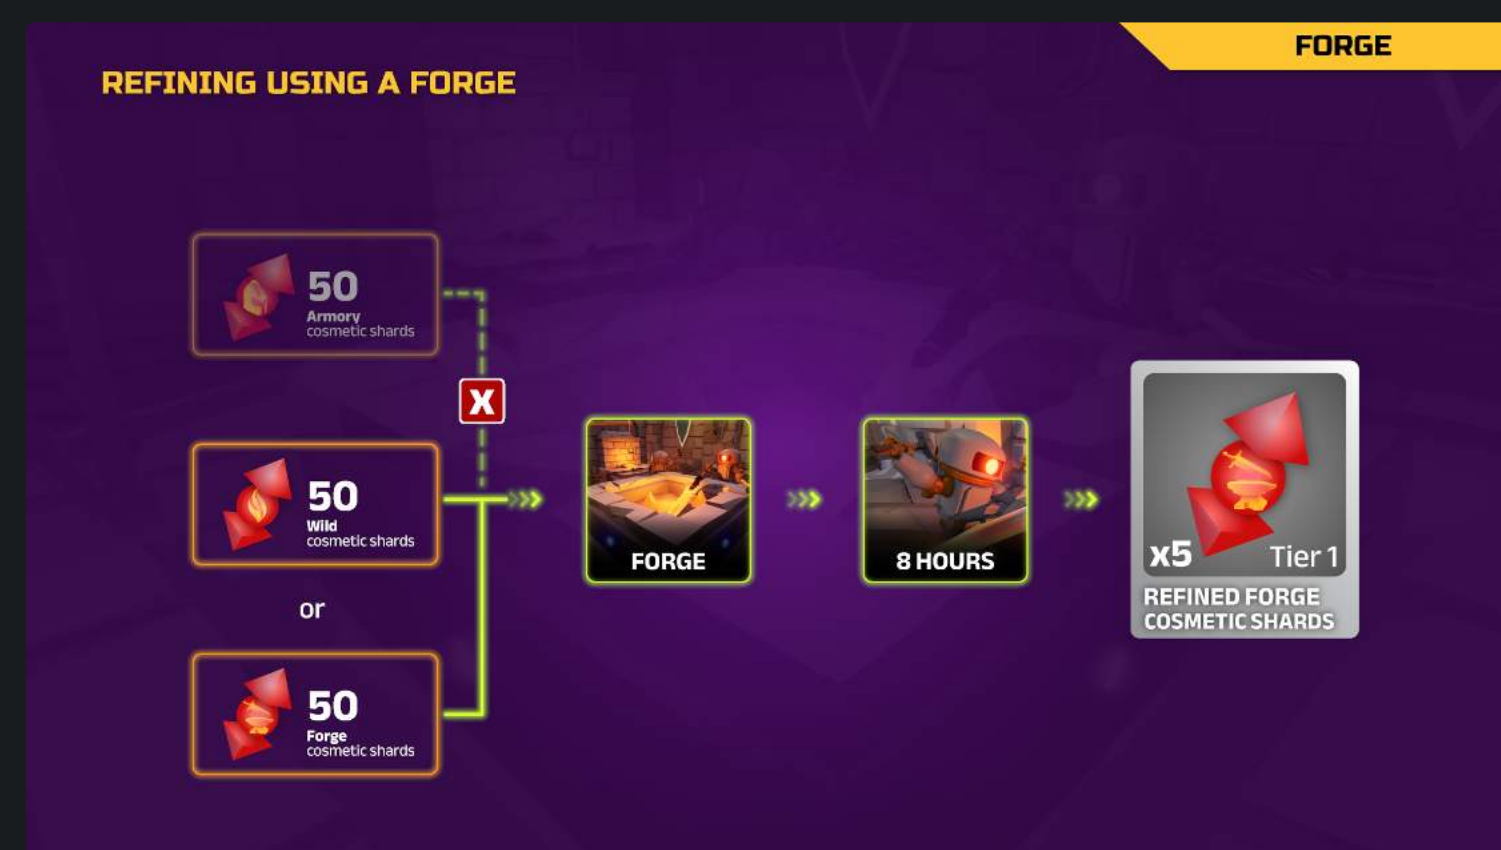 FORGE
REFINING USING A FORGE
50
Armory
cosmetic shards
X
50
Wild
cosmetic shards
or
50
Forge
cosmetic shards
FORGE
8 HOURS
x5
Tier 1
REFINED FORGE
COSMETIC SHARDS